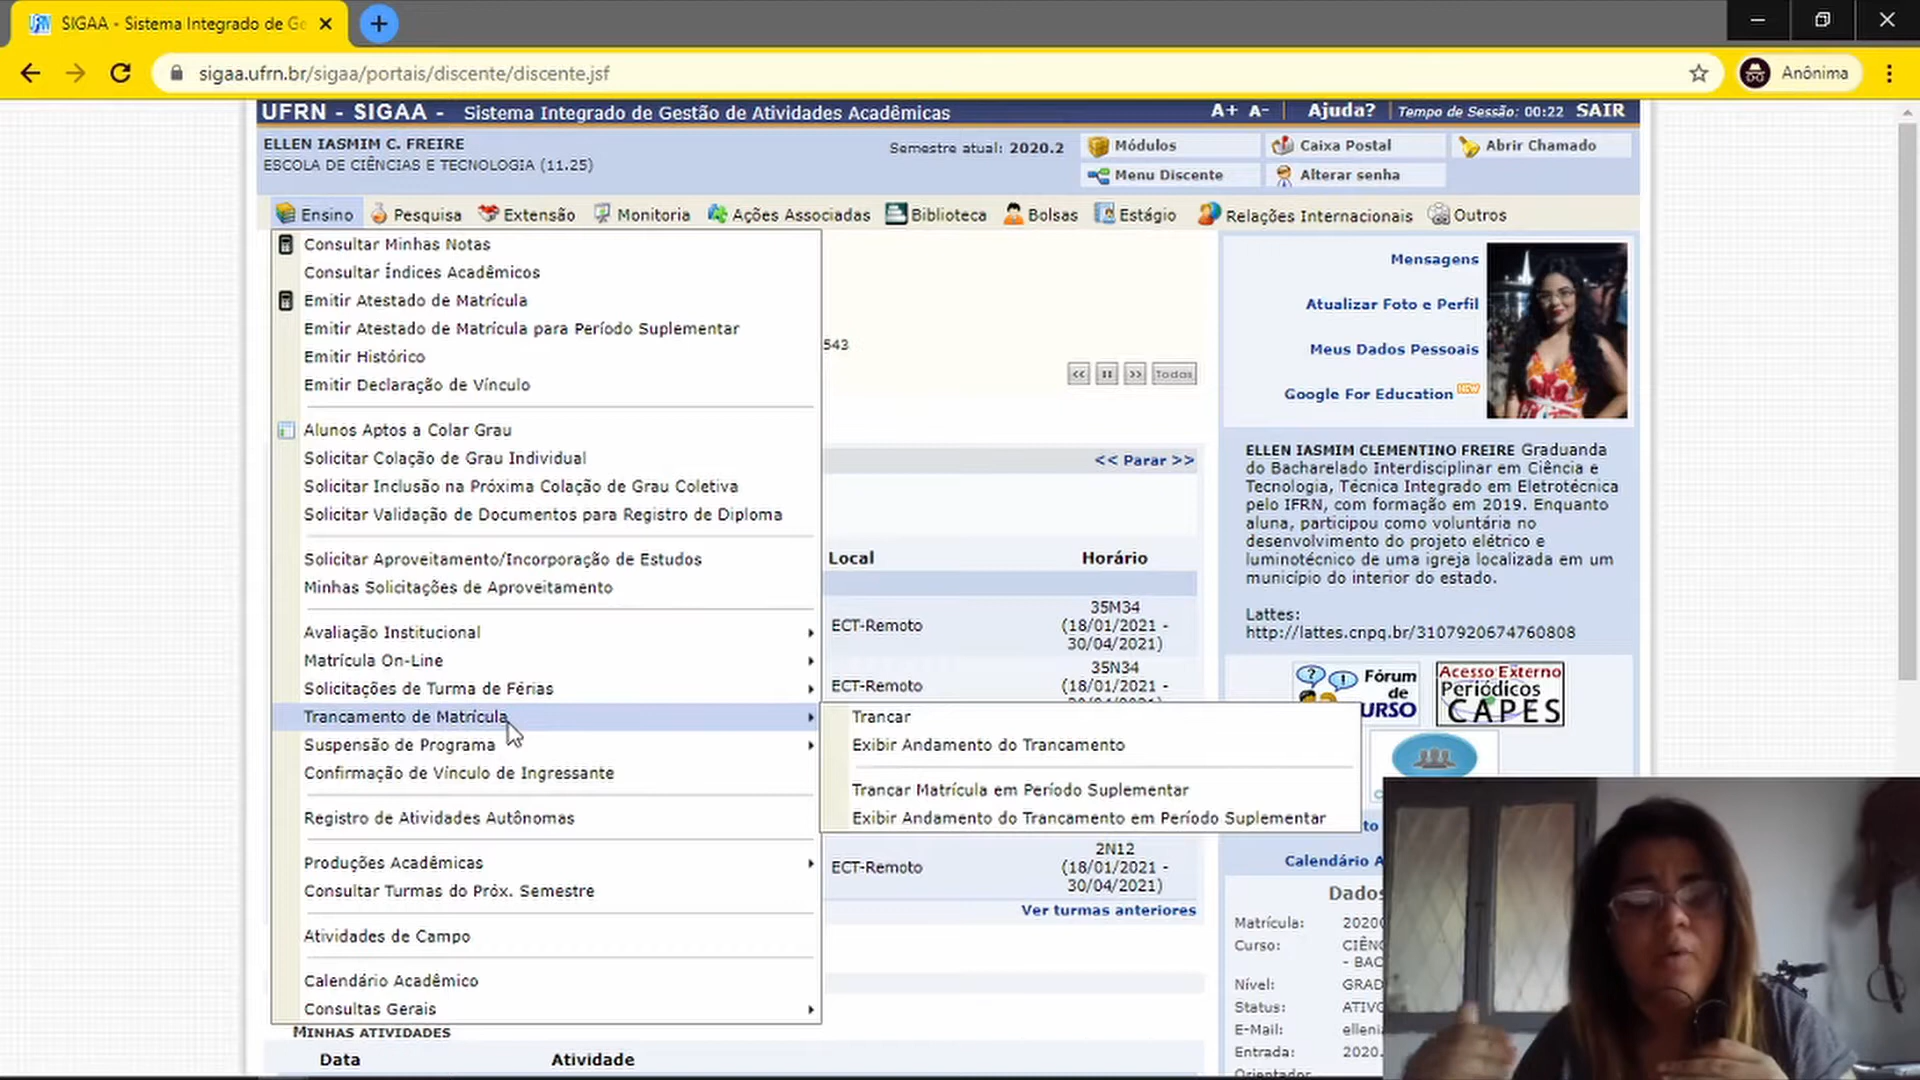 SIGAA - Sistema Integrado de Ge
sigaa.ufrn.br/sigaa/portais/discente/discente.jsf
Anônima
UFRN - SIGAA - Sistema Integrado de Gestão de Atividades Acadêmicas
A+ A- Ajuda? Tempo de Sessão: 00:22 SAIR
ELLEN IASMIM C. FREIRE
ESCOLA DE CIÊNCIAS E TECNOLOGIA (11.25)
Semestre atual: 2020.2
Módulos Caixa Postal Abrir Chamado
Menu Discente Alterar senha
Ensino Pesquisa Extensão Monitoria Ações Associadas Biblioteca Bolsas Estágio Relações Internacionais Outros
Consultar Minhas Notas
Consultar Índices Acadêmicos
Emitir Atestado de Matrícula
Emitir Atestado de Matrícula para Período Suplementar
Emitir Histórico
Emitir Declaração de Vínculo
Alunos Aptos a Colar Grau
Solicitar Colação de Grau Individual
Solicitar Inclusão na Próxima Colação de Grau Coletiva
Solicitar Validação de Documentos para Registro de Diploma
Solicitar Aproveitamento/Incorporação de Estudos
Minhas Solicitações de Aproveitamento
Avaliação Institucional
Matrícula On-Line
Solicitações de Turma de Férias
Trancamento de Matrícula
Suspensão de Programa
Confirmação de Vínculo de Ingressante
Registro de Atividades Autônomas
Produções Acadêmicas
Consultar Turmas do Próx. Semestre
Atividades de Campo
Calendário Acadêmico
Consultas Gerais
Trancar
Exibir Andamento do Trancamento
Trancar Matrícula em Período Suplementar
Exibir Andamento do Trancamento em Período Suplementar
543
<< II >> Todos
<< Parar >>
Local Horário
35M34
ECT-Remoto (18/01/2021 -
30/04/2021)
35N34
ECT-Remoto (18/01/2021 -
2N12
ECT-Remoto (18/01/2021 -
30/04/2021)
Ver turmas anteriores
MINHAS ATIVIDADES
Data Atividade
Mensagens
Atualizar Foto e Perfil
Meus Dados Pessoais
Google For Education NEW
ELLEN IASMIM CLEMENTINO FREIRE Graduanda
do Bacharelado Interdisciplinar em Ciência e
Tecnologia, Técnica Integrado em Eletrotécnica
pelo IFRN, com formação em 2019. Enquanto
aluna, participou como voluntária no
desenvolvimento do projeto elétrico e
luminotécnico de uma igreja localizada em um
município do interior do estado.
Lattes:
http://lattes.cnpq.br/3107920674760808
Fórum
de
URSO
Acesso Externo
Periódicos
CAPES
to
Calendário A
Dados
Matrícula: 2020
Curso: CIÊN
- BAC
Nível: GRAD
Status: ATIVO
E-Mail: elleni
Entrada: 2020.
Orientador